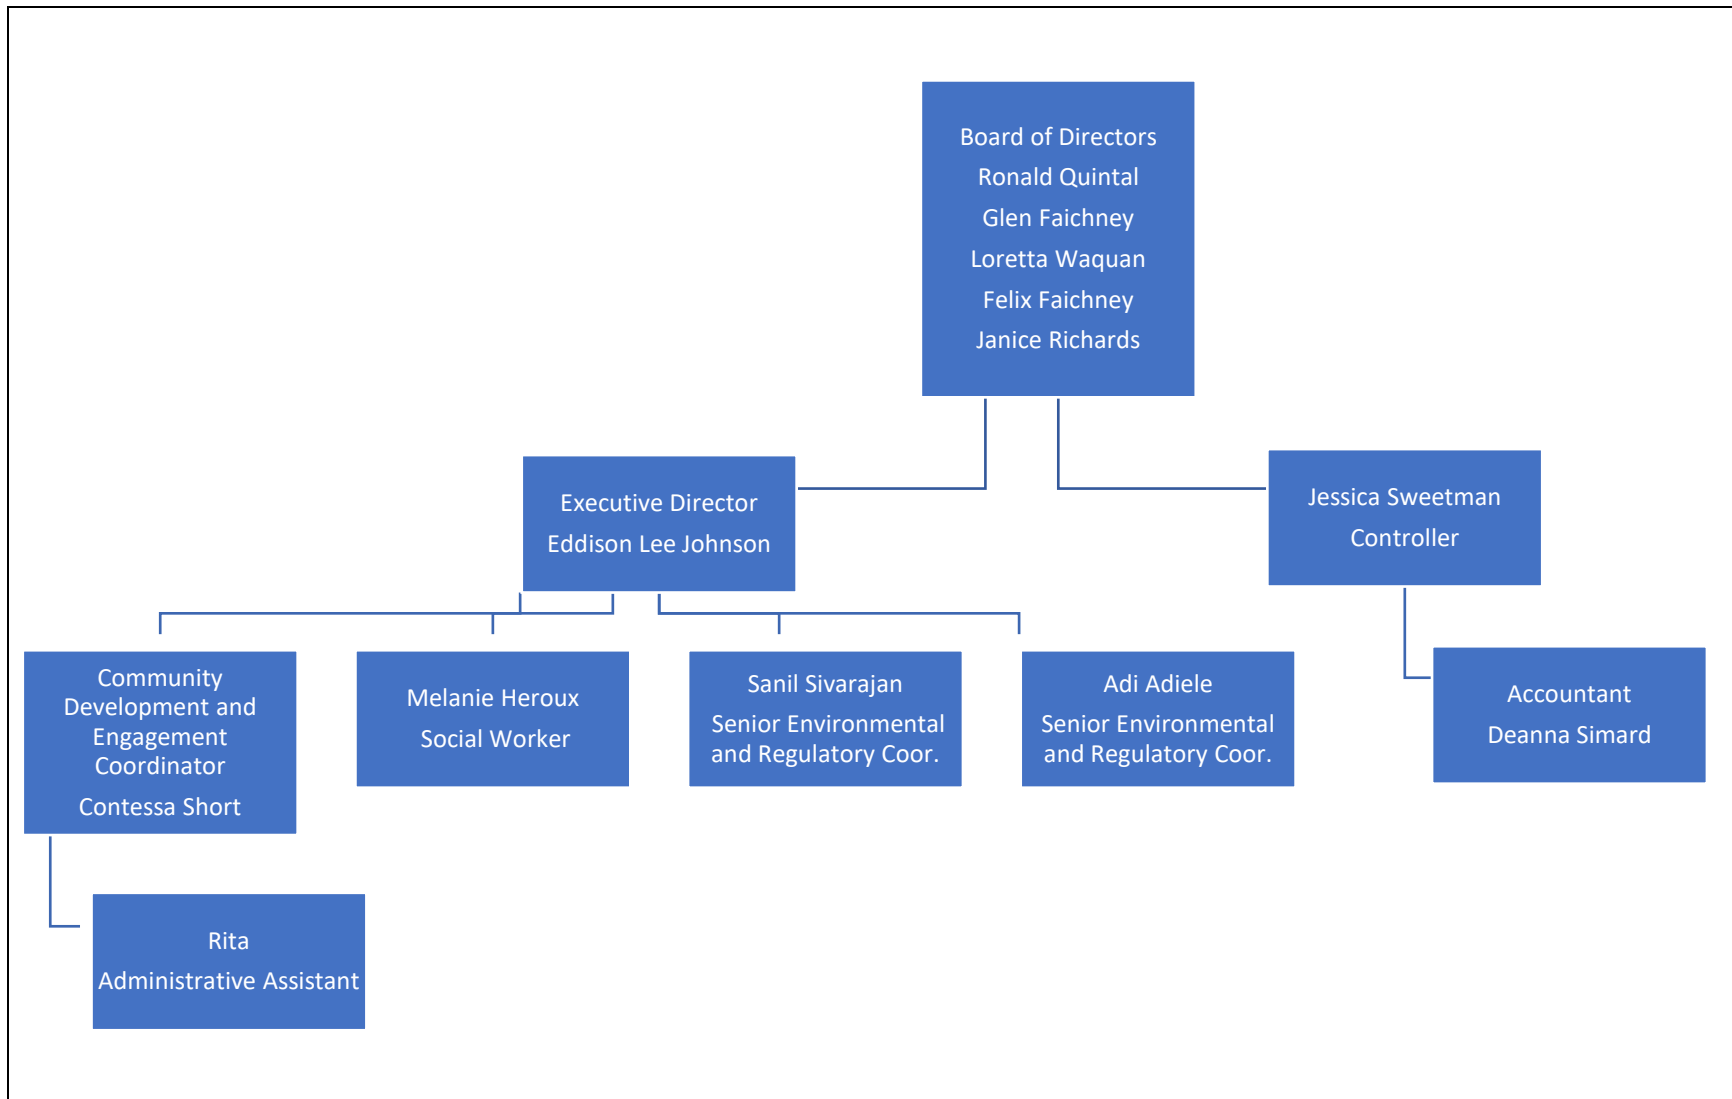 Board of Directors
Ronald Quintal
Glen Faichney
Loretta Waquan
Felix Faichney
Janice Richards
Executive Director
Eddison Lee Johnson
Jessica Sweetman
Controller
Community
Development and
Engagement
Coordinator
Contessa Short
Melanie Heroux
Social Worker
Sanil Sivarajan
Senior Environmental
and Regulatory Coor.
Adi Adiele
Senior Environmental
and Regulatory Coor.
Accountant
Deanna Simard
Rita
Administrative Assistant